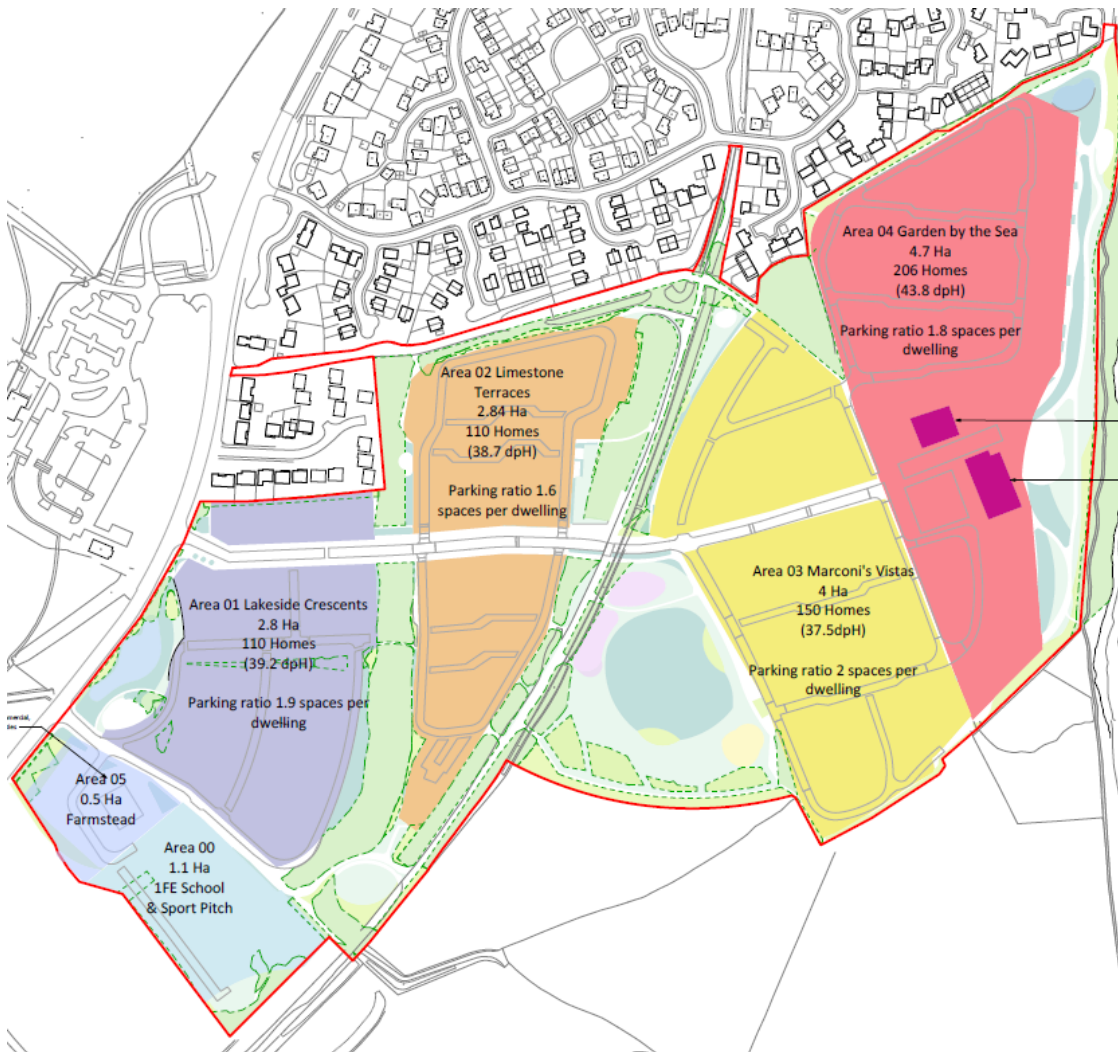 Area 04 Garden by the Sea
4.7 Ha
206 Homes
(43.8 dpH)
Parking ratio 1.8 spaces per
dwelling
Area 02 Limestone
Terraces
2.84 Ha
110 Homes
(38.7 dpH)
Parking ratio 1.6
spaces per dwelling
Area 03 Marconi's Vistas
4 Ha
150 Homes
(37.5dpH)
Parking ratio 2 spaces per
dwelling
Area 01 Lakeside Crescents
2.8 Ha
110 Homes
(39.2 dpH)
Parking ratio 1.9 spaces per
dwelling
Area 05
0.5 Ha
Farmstead
Area 00
1.1 Ha
1FE School
& Sport Pitch